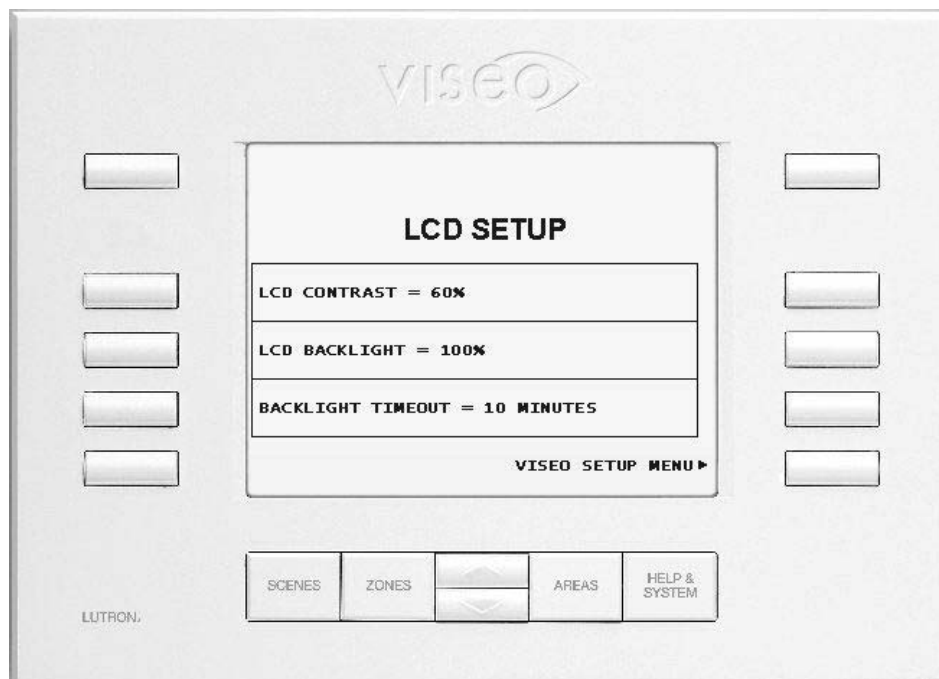 viseo
LCD SETUP
LCD CONTRAST = 60%
LCD BACKLIGHT = 100%
BACKLIGHT TIMEOUT = 10 MINUTES
VISEO SETUP MENU▶
SCENES
ZONES
AREAS
HELP &
SYSTEM
LUTRON.